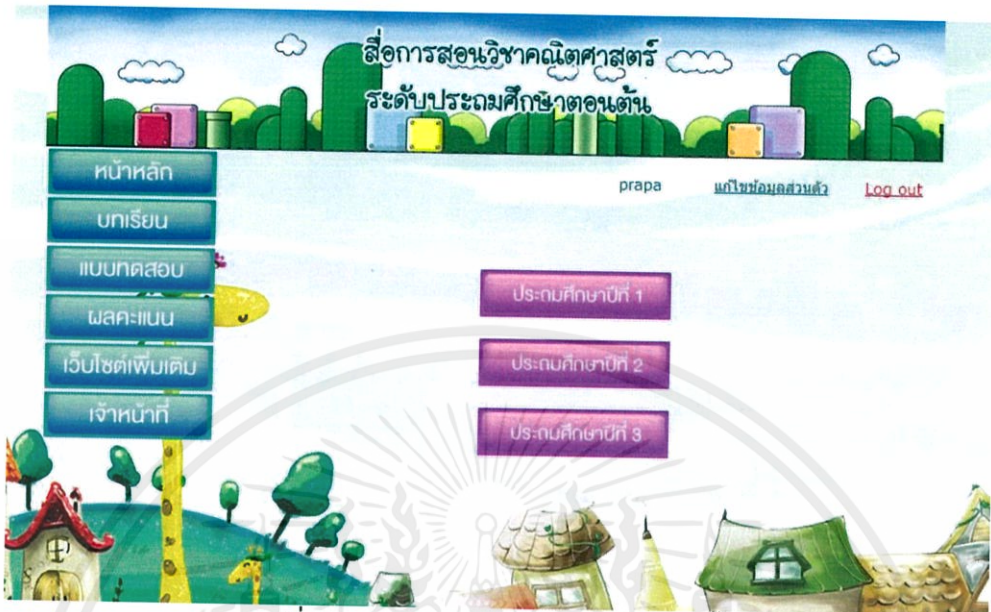 สื่อการสอนวิชาคณิตศาสตร์
ระดับประถมศึกษาตอนต้น
หน้าหลัก
prapa แก้ไขข้อมูลส่วนตัว Log out
บทเรียน
แบบทดสอบ
ผลคะแนน
เว็บไซต์เพิ่มเติม
เจ้าหน้าที่
ประถมศึกษาปีที่ 1
ประถมศึกษาปีที่ 2
ประถมศึกษาปีที่ 3